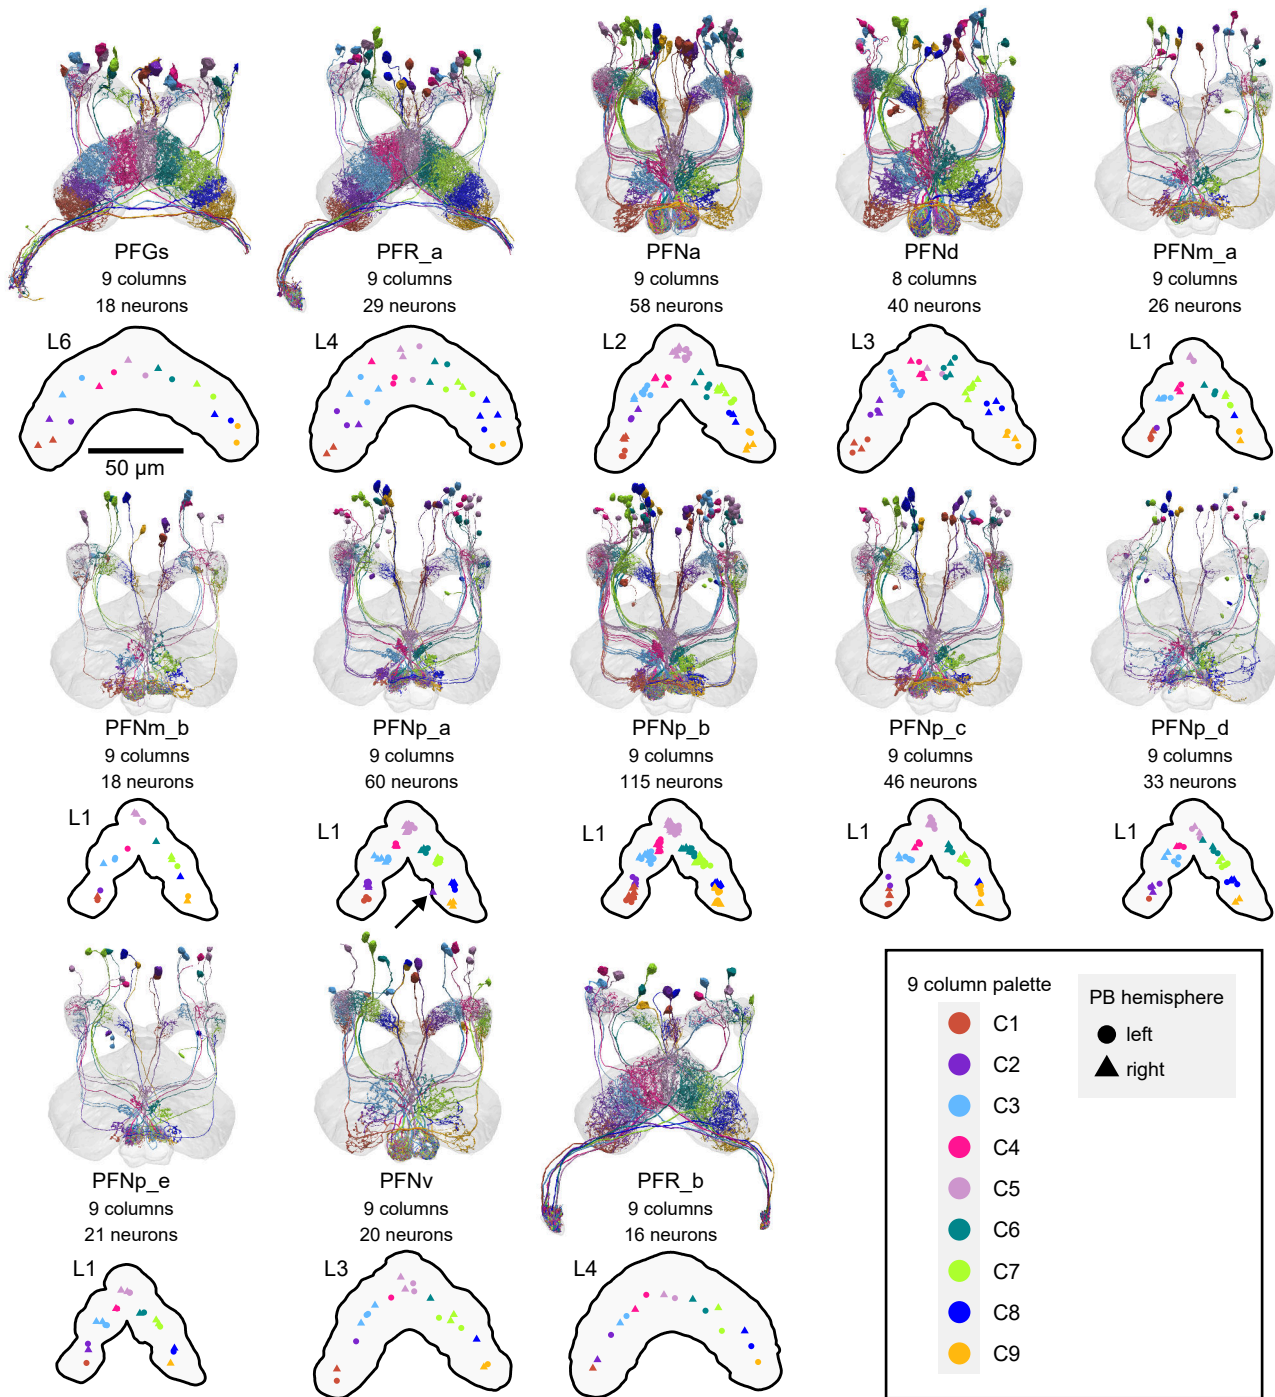 PFGs
9 columns
18 neurons
PFR_a
9 columns
29 neurons
PFNa
9 columns
58 neurons
PFNd
8 columns
40 neurons
PFNm_a
9 columns
26 neurons
L6
50 µm
L4
L2
L3
L1
PFNm_b
9 columns
18 neurons
PFNp_a
9 columns
60 neurons
PFNp_b
9 columns
115 neurons
PFNp_c
9 columns
46 neurons
PFNp_d
9 columns
33 neurons
L1
L1
L1
L1
L1
PFNp_e
9 columns
21 neurons
PFNv
9 columns
20 neurons
PFR_b
9 columns
16 neurons
L1
L3
L4
9 column palette
C1
C2
C3
C4
C5
C6
C7
C8
C9
PB hemisphere
left
right